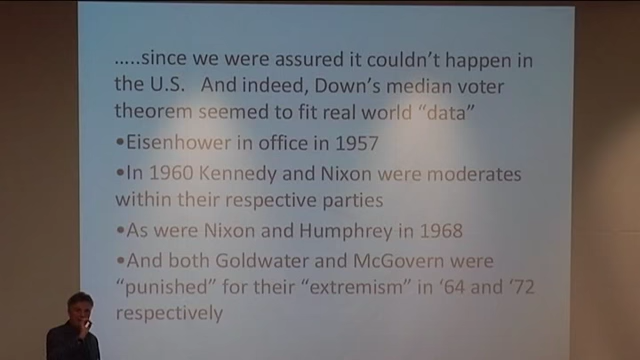 …..since we were assured it couldn't happen in
the U.S. And indeed, Down's median voter
theorem seemed to fit real world “data”
•Eisenhower in office in 1957
•In 1960 Kennedy and Nixon were moderates
within their respective parties
•As were Nixon and Humphrey in 1968
•And both Goldwater and McGovern were
“punished” for their “extremism” in ‘64 and ‘72
respectively